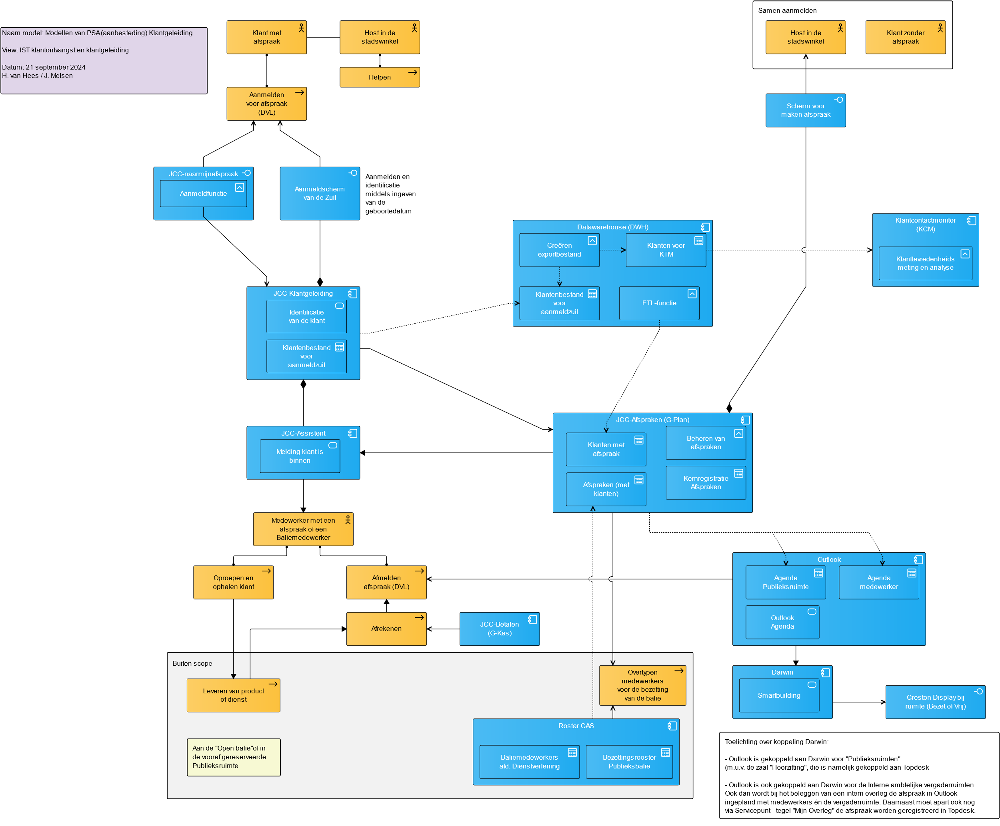 Naam model: Modellen van PSA (aanbesteding) Klantgeleiding
View: IST klantontvangst en klantgeleiding
Datum: 21 september 2024
H. van Hees / J. Melsen
Klant met
afspraak
Host in de
stadswinkel
Helpen
Aanmelden
voor afspraak
(DVL)
Samen aanmelden
Host in de
stadswinkel
Klant zonder
afspraak
Scherm voor
maken afspraak
JCC-naarmijnafspraak
Aanmeldfunctie
Aanmeldscherm
van de Zuil
Aanmelden en
identificatie
middels ingeven
van de
geboortedatum
Datawarehouse (DWH)
Creëren
exportbestand
Klanten voor
KTM
Klantenbestand
voor
aanmeldzuil
ETL-functie
Klantcontactmonitor
(KCM)
Klanttevredenheids
meting en analyse
JCC-Klantgeleiding
Identificatie
van de klant
Klantenbestand
voor
aanmeldzuil
JCC-Assistent
Melding klant is
binnen
JCC-Afspraken (G-Plan)
Klanten met
afspraak
Beheren van
afspraken
Afspraken (met
klanten)
Kernregistratie
Afspraken
Medewerker met een
afspraak of een
Baliemedewerker
Oproepen en
ophalen klant
Afmelden
afspraak (DVL)
Afrekenen
JCC-Betalen
(G-Kas)
Outlook
Agenda
Publieksruimte
Agenda
medewerker
Outlook
Agenda
Buiten scope
Leveren van product
of dienst
Aan de "Open balie"of in
de vooraf gereserveerde
Publieksruimte
Overtypen
medewerkers
voor de bezetting
van de balie
Rostar CAS
Baliemedewerkers
afd. Dienstverlening
Bezettingsrooster
Publieksbalie
Darwin
Smartbuilding
Creston Display bij
ruimte (Bezet of Vrij)
Toelichting over koppeling Darwin:
- Outlook is gekoppeld aan Darwin voor "Publieksruimten"
(m.u.v. de zaal "Hoorzitting", die is namelijk gekoppeld aan Topdesk
- Outlook is ook gekoppeld aan Darwin voor de Interne ambtelijke vergaderruimten.
Ook dan wordt bij het beleggen van een intern overleg de afspraak in Outlook
ingepland met medewerkers én de vergaderruimte. Daarnaast moet apart ook nog
via Servicepunt - tegel "Mijn Overleg" de afspraak worden geregistreerd in Topdesk.